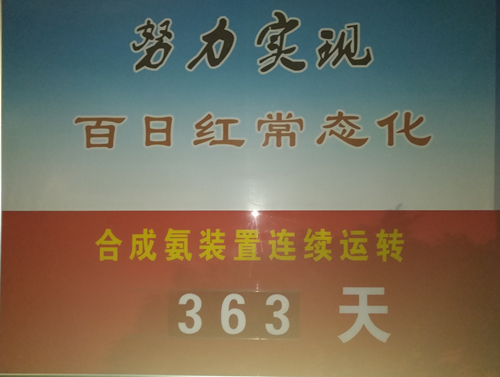 努力实现
百日红常态化
合成氨装置连续运转
363 天